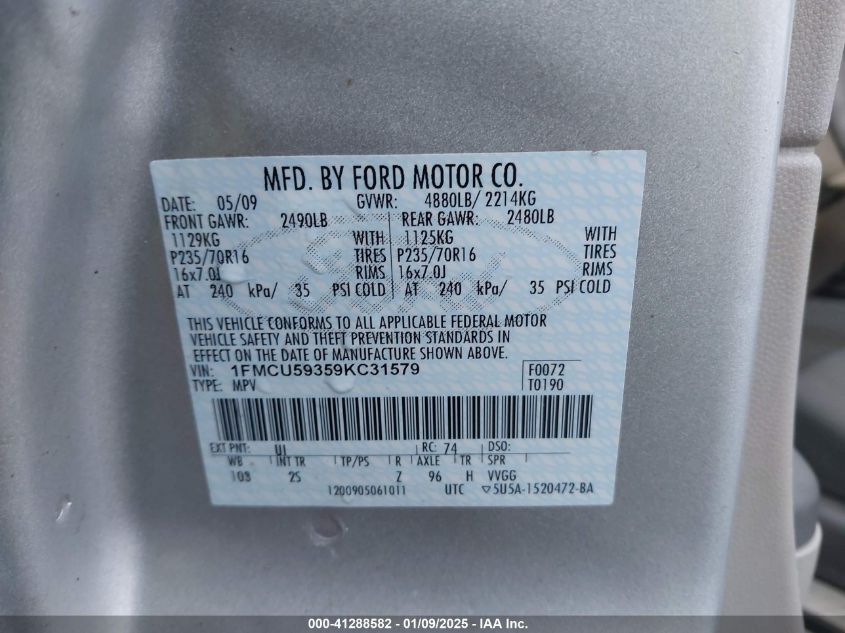 MFD. BY FORD MOTOR CO.
DATE: 05/09 GVWR: 4880LB/ 2214KG
FRONT GAWR: 2490LB REAR GAWR: 2480LB
1129KG WITH 1125KG WITH
P235/70R16 TIRES P235/70R16 TIRES
16x7.0J RIMS 16x7.0J RIMS
AT 240 kPa/ 35 PSI COLD AT 240 kPa/ 35 PSI COLD
THIS VEHICLE CONFORMS TO ALL APPLICABLE FEDERAL MOTOR
VEHICLE SAFETY AND THEFT PREVENTION STANDARDS IN
EFFECT ON THE DATE OF MANUFACTURE SHOWN ABOVE.
VIN: 1FMCU59359KC31579 F0072
TYPE: MPV T0190
EXT PNT: UI RC: 74 DSO:
WB INT TR TP/PS R AXLE TR SPR
103 2S Z 96 H VVGG
1200905061011 UTC ▽5U5A-1520472-BA
000-41288582 - 01/09/2025 - IAA Inc.